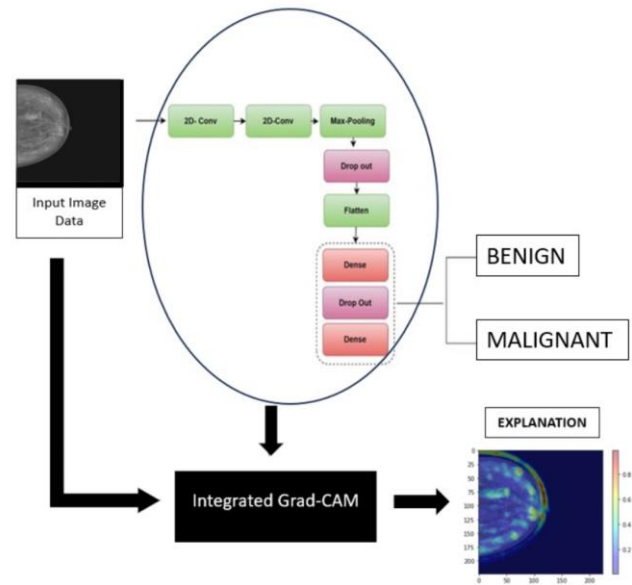 2D- Conv
2D-Conv
Max-Pooling
Drop out
Flatten
Dense
Drop Out
Dense
Input Image
Data
BENIGN
MALIGNANT
EXPLANATION
Integrated Grad-CAM
0
25
50
75
100
125
150
175
200
0
100
200
0.8
0.6
0.4
0.2